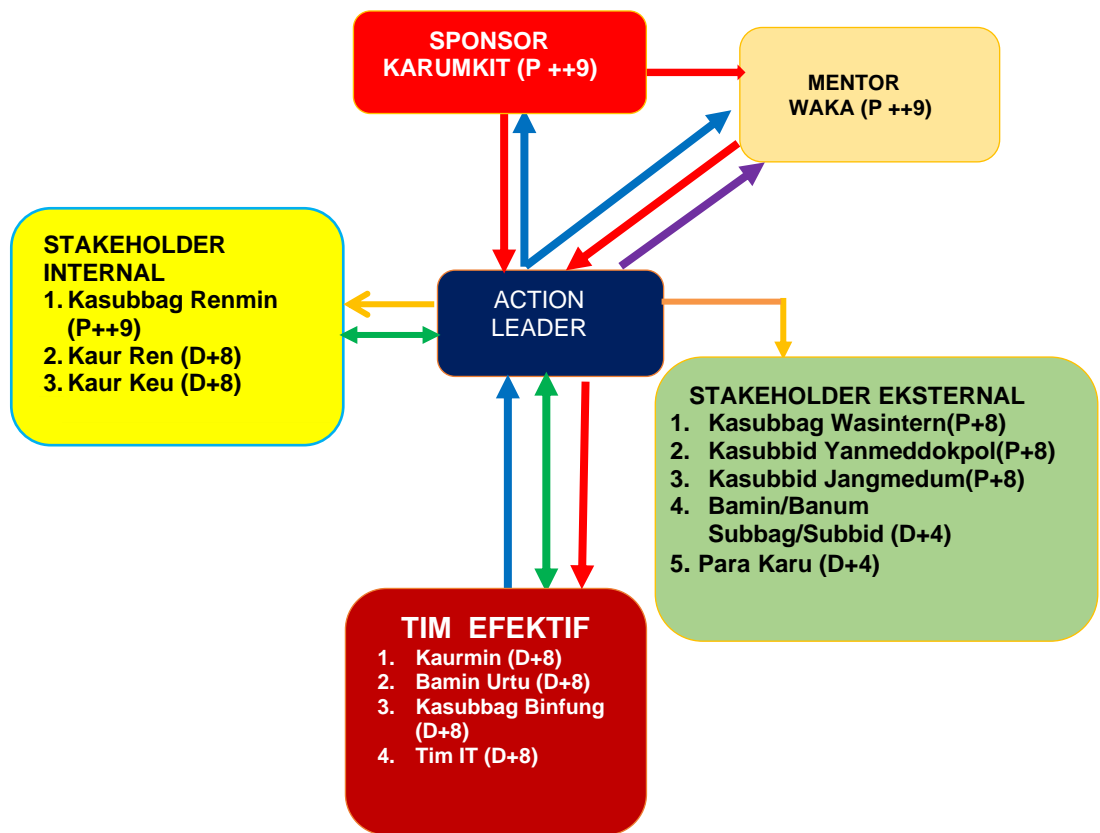 SPONSOR
KARUMKIT (P ++9)
MENTOR
WAKA (P ++9)
STAKEHOLDER
INTERNAL
1. Kasubbag Renmin
(P++9)
2. Kaur Ren (D+8)
3. Kaur Keu (D+8)
ACTION
LEADER
STAKEHOLDER EKSTERNAL
1. Kasubbag Wasintern(P+8)
2. Kasubbid Yanmeddokpol(P+8)
3. Kasubbid Jangmedum(P+8)
4. Bamin/Banum
Subbag/Subbid (D+4)
5. Para Karu (D+4)
TIM EFEKTIF
1. Kaurmin (D+8)
2. Bamin Urtu (D+8)
3. Kasubbag Binfung
(D+8)
4. Tim IT (D+8)